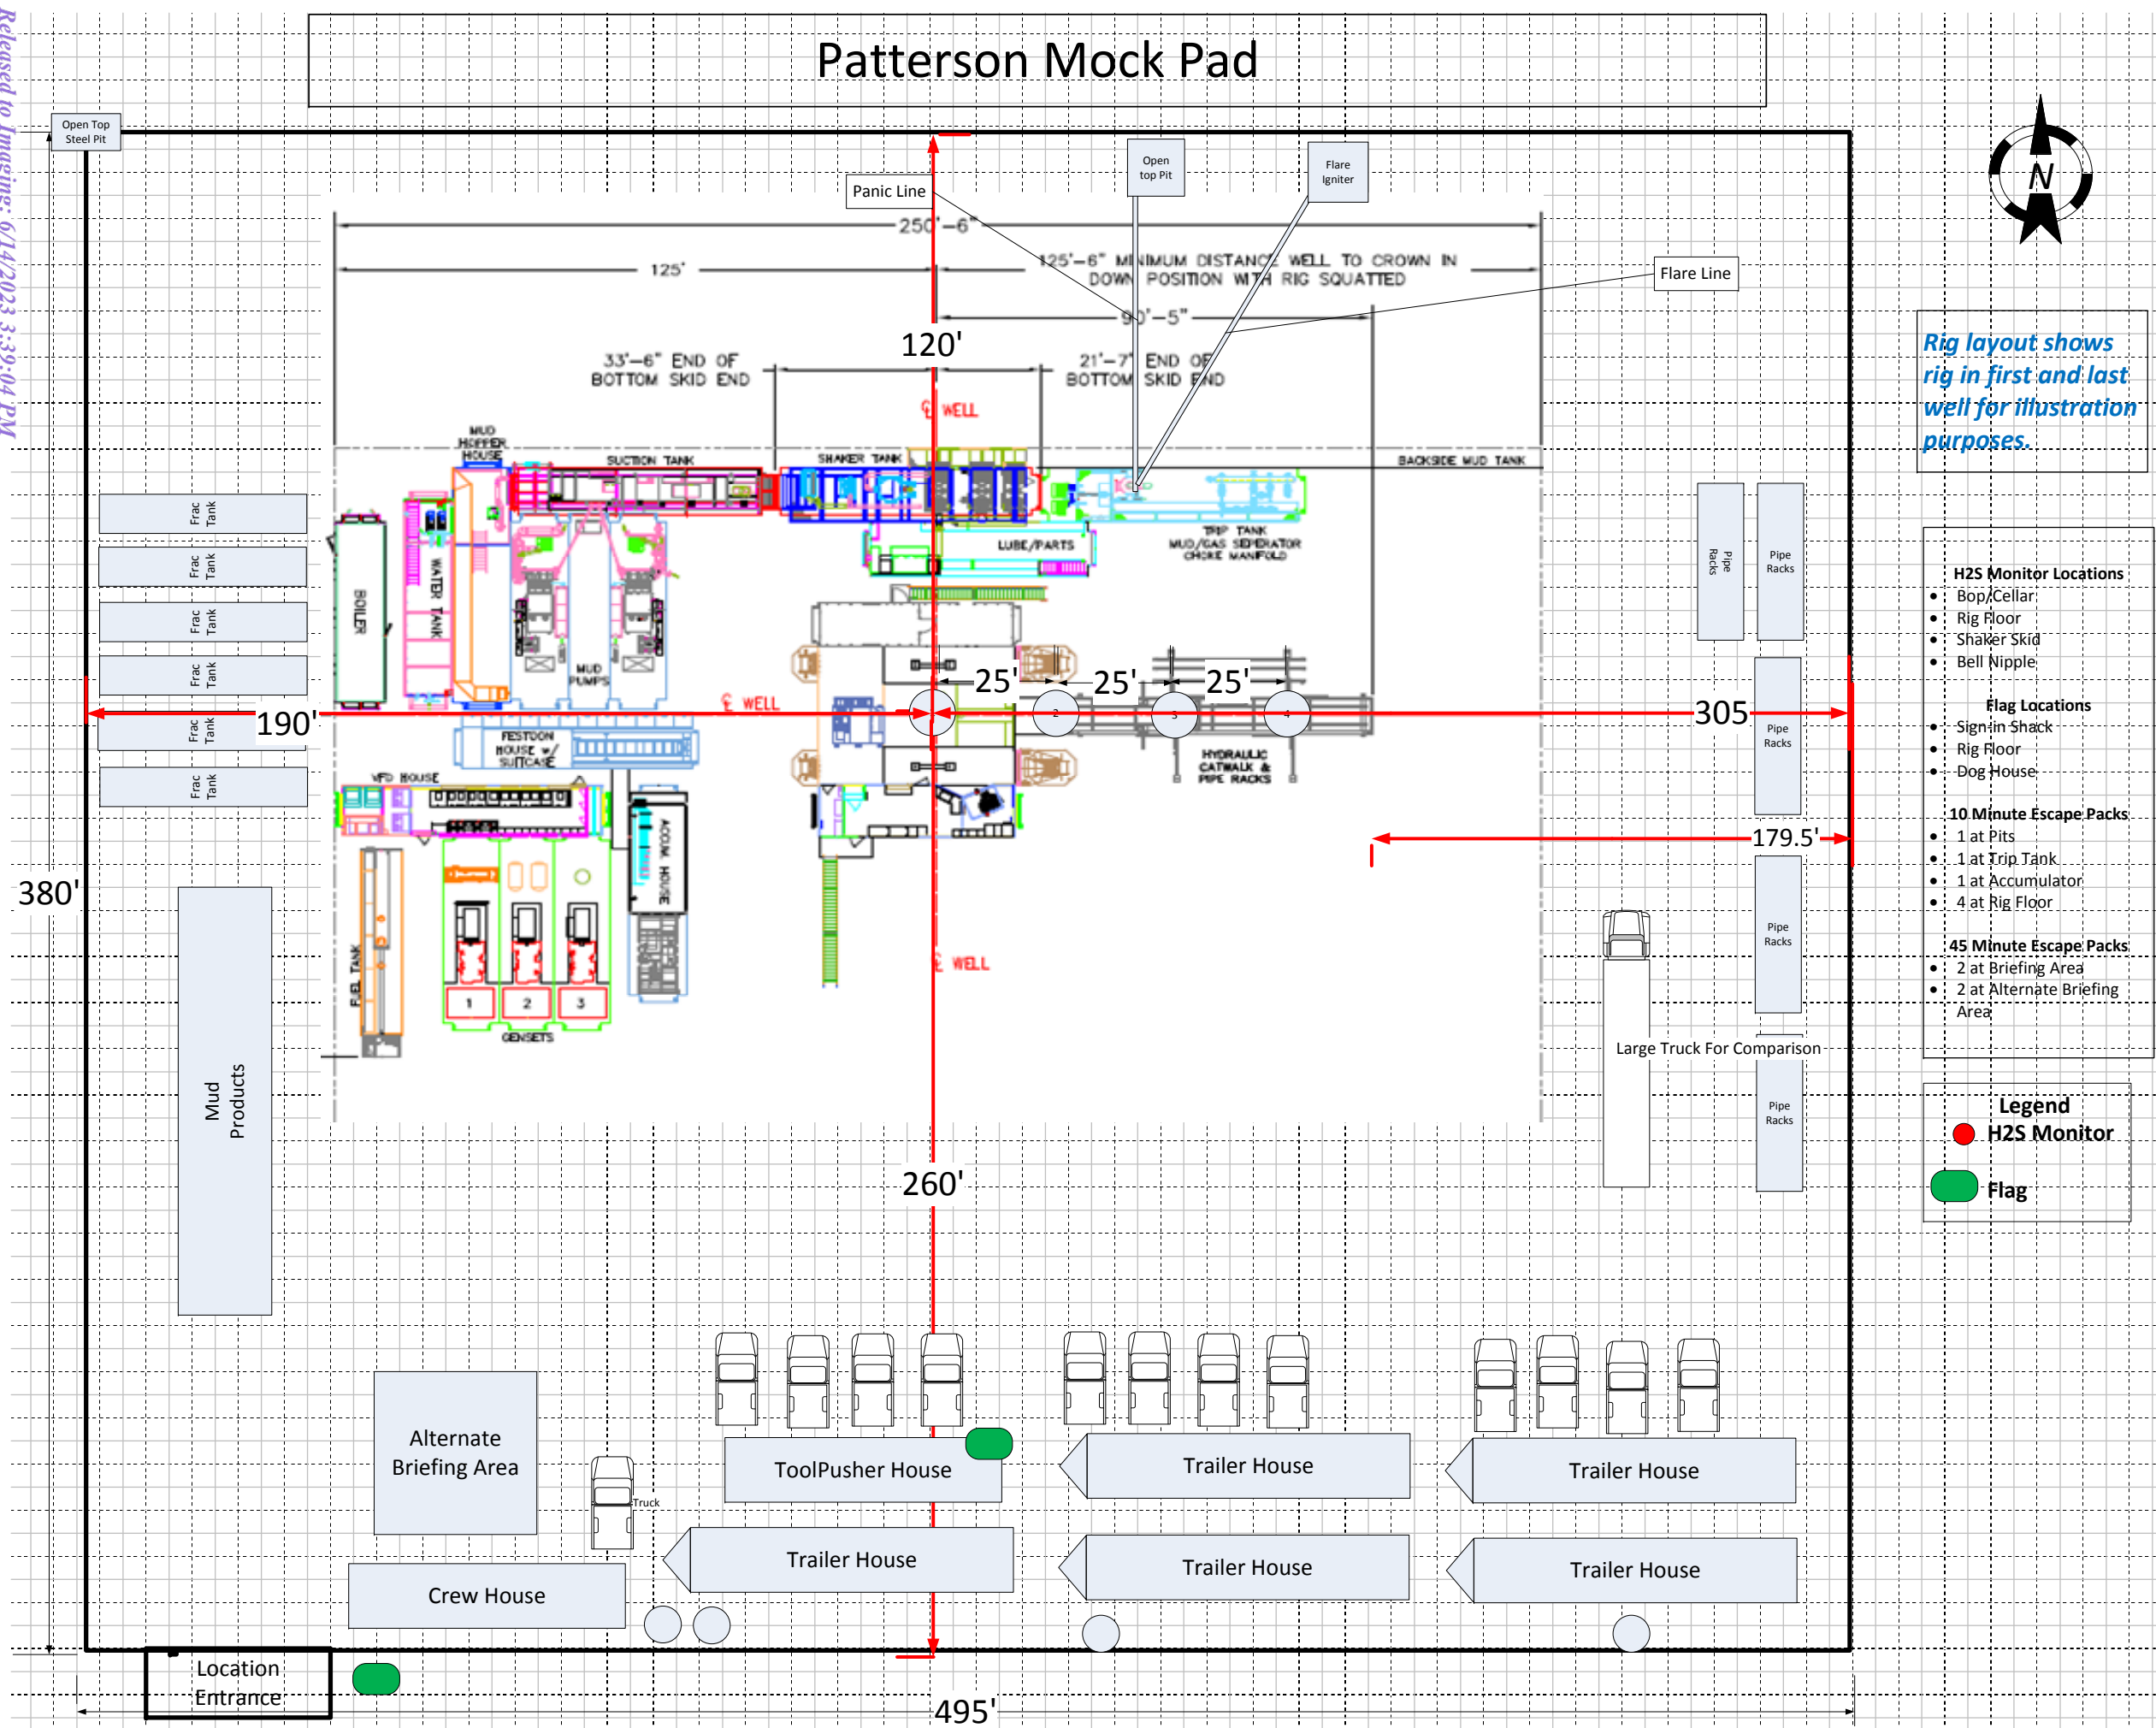 Released to Imaging: 6/14/2023 3:39:04 PM
Patterson Mock Pad
Open Top
Steel Pit
Open
top Pit
Flare
Igniter
N
Panic Line
250'-6"
125'
125'-6" MINIMUM DISTANCE WELL TO CROWN IN
DOWN POSITION WITH RIG SQUATTED
Flare Line
90'-5"
120'
33'-6" END OF
BOTTOM SKID END
21'-7" END OF
BOTTOM SKID END
Rig layout shows
rig in first and last
well for illustration
purposes.
℄ WELL
MUD
HOPPER
HOUSE
SUCTION TANK
SHAKER TANK
BACKSIDE MUD TANK
Frac
Tank
Frac
Tank
Frac
Tank
Frac
Tank
Frac
Tank
Frac
Tank
BOILER
WATER TANK
MUD
PUMPS
LUBE/PARTS
TRIP TANK
MUD/GAS SEPERATOR
CHOKE MANIFOLD
Pipe
Racks
Pipe
Racks
Pipe
Racks
Pipe
Racks
Pipe
Racks
25'
25'
25'
2
3
4
℄ WELL
190'
305
FESTOON
HOUSE w/
SUITCASE
HYDRAULIC
CATWALK &
PIPE RACKS
VFD HOUSE
ACCUM. HOUSE
179.5'
380'
FUEL TANK
1
2
3
GENSETS
℄ WELL
Large Truck For Comparison
Mud
Products
260'
H2S Monitor Locations
• Bop/Cellar
• Rig Floor
• Shaker Skid
• Bell Nipple
Flag Locations
• Sign-in Shack
• Rig Floor
• Dog House
10 Minute Escape Packs
• 1 at Pits
• 1 at Trip Tank
• 1 at Accumulator
• 4 at Rig Floor
45 Minute Escape Packs
• 2 at Briefing Area
• 2 at Alternate Briefing
Area
Legend
H2S Monitor
Flag
Alternate
Briefing Area
Truck
ToolPusher House
Trailer House
Trailer House
Trailer House
Trailer House
Trailer House
Crew House
Location
Entrance
495'